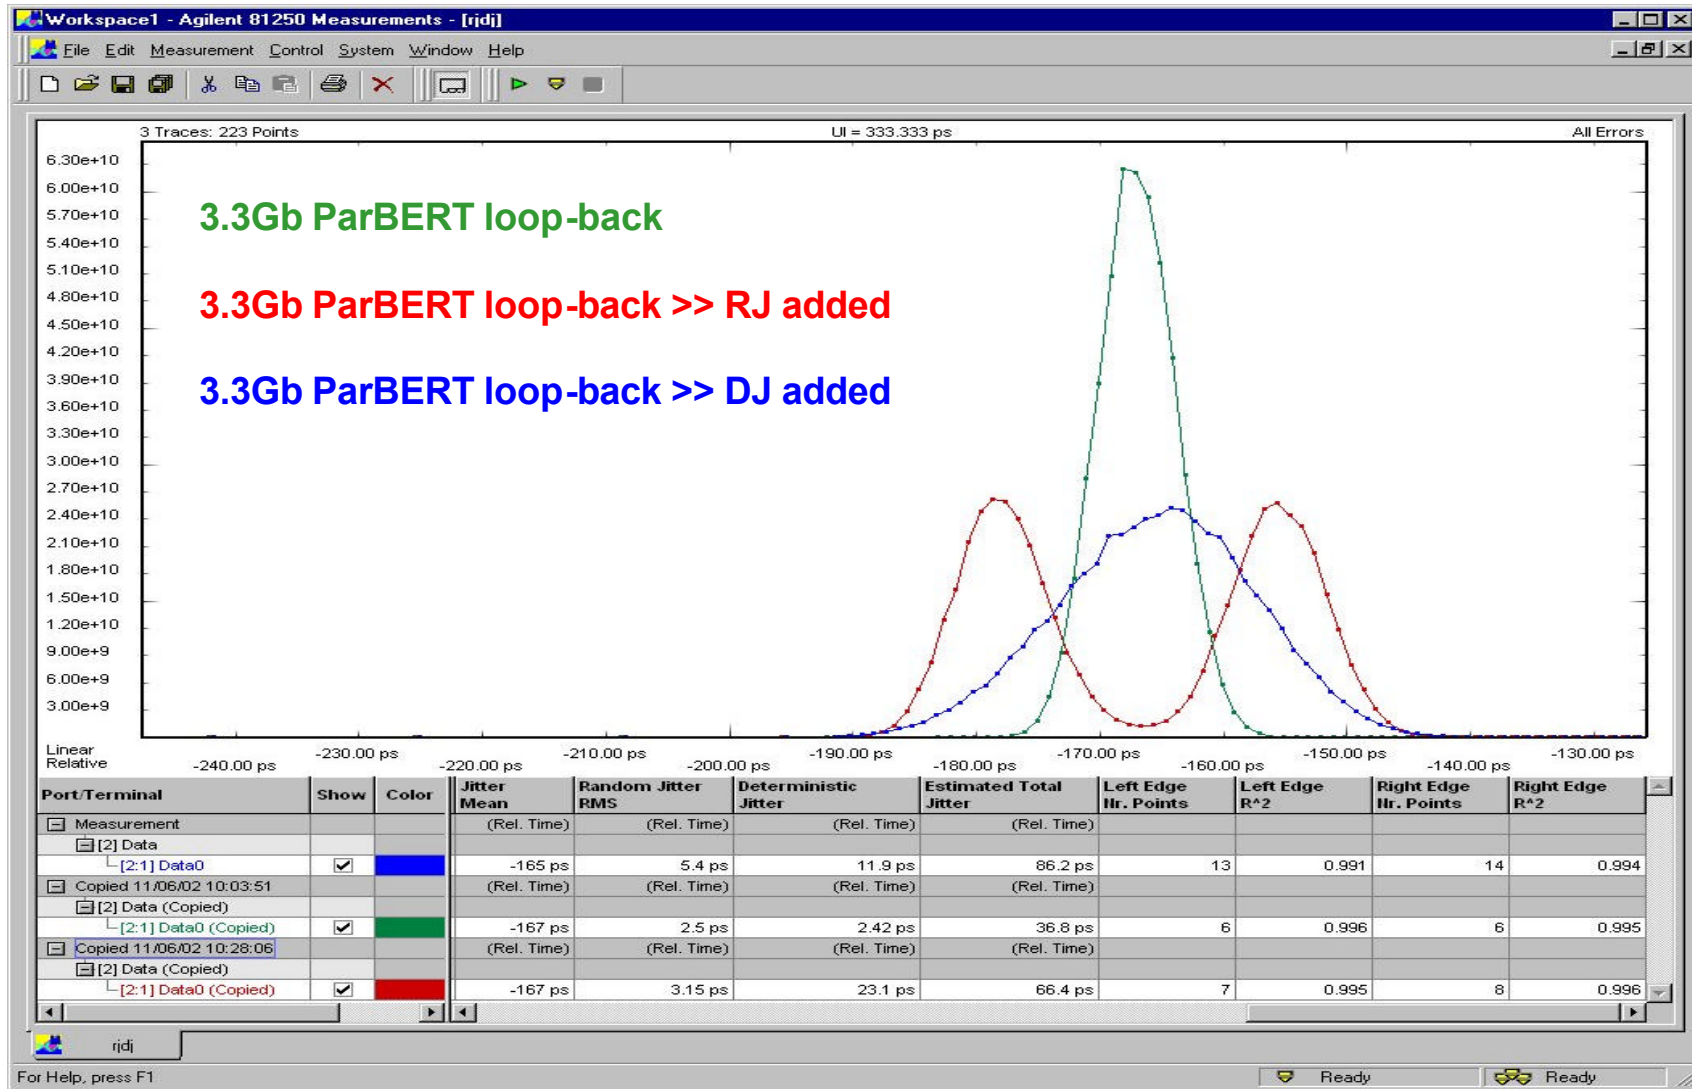 Workspace1 - Agilent 81250 Measurements - [rjdj]
File Edit Measurement Control System Window Help
3 Traces: 223 Points UI = 333.333 ps All Errors
6.30e+10
6.00e+10
5.70e+10
5.40e+10
5.10e+10
4.80e+10
4.50e+10
4.20e+10
3.90e+10
3.60e+10
3.30e+10
3.00e+10
2.70e+10
2.40e+10
2.10e+10
1.80e+10
1.50e+10
1.20e+10
9.00e+9
6.00e+9
3.00e+9
3.3Gb ParBERT loop-back
3.3Gb ParBERT loop-back >> RJ added
3.3Gb ParBERT loop-back >> DJ added
Linear
Relative
-240.00 ps -230.00 ps -220.00 ps -210.00 ps -200.00 ps -190.00 ps -180.00 ps -170.00 ps -160.00 ps -150.00 ps -140.00 ps -130.00 ps
Port/Terminal Show Color Jitter Mean Random Jitter RMS Deterministic Jitter Estimated Total Jitter Left Edge Nr. Points Left Edge R^2 Right Edge Nr. Points Right Edge R^2
Measurement (Rel. Time) (Rel. Time) (Rel. Time) (Rel. Time)
[2] Data
[2:1] Data0 -165 ps 5.4 ps 11.9 ps 86.2 ps 13 0.991 14 0.994
Copied 11/06/02 10:03:51 (Rel. Time) (Rel. Time) (Rel. Time) (Rel. Time)
[2] Data (Copied)
[2:1] Data0 (Copied) -167 ps 2.5 ps 2.42 ps 36.8 ps 6 0.996 6 0.995
Copied 11/06/02 10:28:06 (Rel. Time) (Rel. Time) (Rel. Time) (Rel. Time)
[2] Data (Copied)
[2:1] Data0 (Copied) -167 ps 3.15 ps 23.1 ps 66.4 ps 7 0.995 8 0.996
rjdj
For Help, press F1 Ready Ready